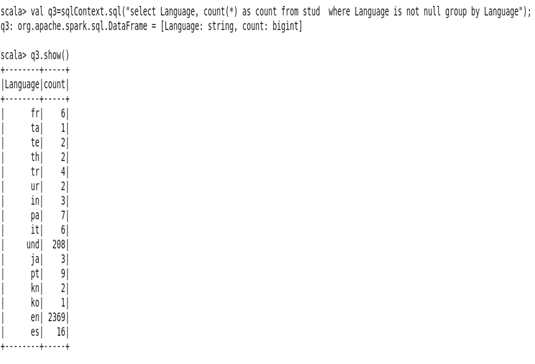 scala> val q3=sqlContext.sql("select Language, count(*) as count from stud  where Language is not null group by Language");
q3: org.apache.spark.sql.DataFrame = [Language: string, count: bigint]
scala> q3.show()
+--------+-----+
|Language|count|
+--------+-----+
|      fr|    6|
|      ta|    1|
|      te|    2|
|      th|    2|
|      tr|    4|
|      ur|    2|
|      in|    3|
|      pa|    7|
|      it|    6|
|     und|  208|
|      ja|    3|
|      pt|    9|
|      kn|    2|
|      ko|    1|
|      en| 2369|
|      es|   16|
+--------+-----+